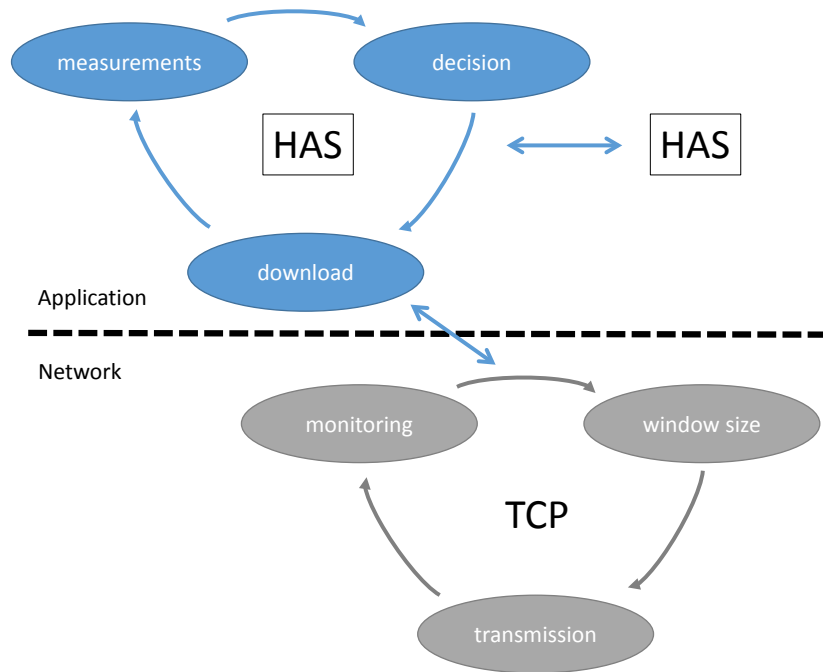 measurements
decision
HAS
HAS
download
Application
Network
monitoring
window size
TCP
transmission